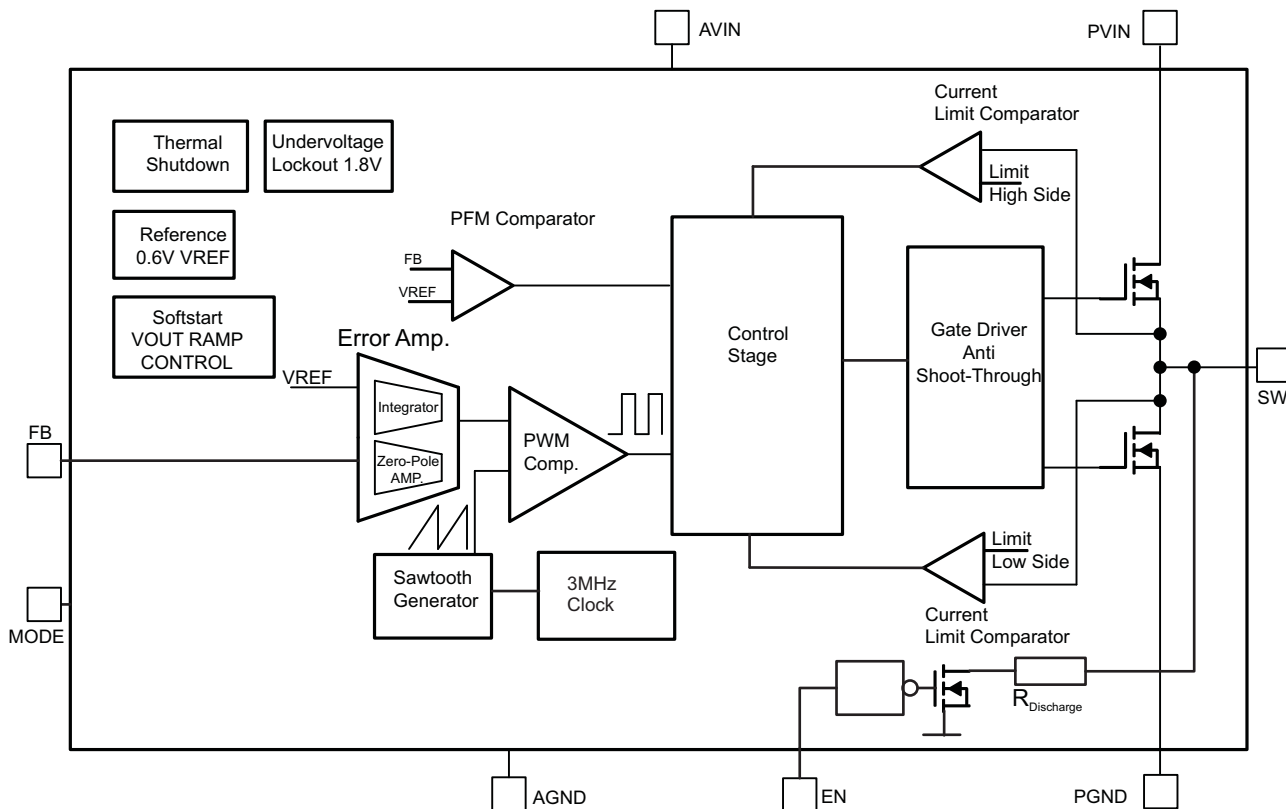 AVIN
PVIN
Current
Limit Comparator
Thermal
Shutdown
Undervoltage
Lockout 1.8V
Limit
High Side
PFM Comparator
Reference
0.6V VREF
FB
VREF
Softstart
VOUT RAMP
CONTROL
Error Amp.
Control
Stage
Gate Driver
Anti
Shoot-Through
VREF
Integrator
SW
FB
PWM
Comp.
Zero-Pole
AMP.
Limit
Low Side
Sawtooth
Generator
3MHz
Clock
MODE
Current
Limit Comparator
RDischarge
AGND
EN
PGND